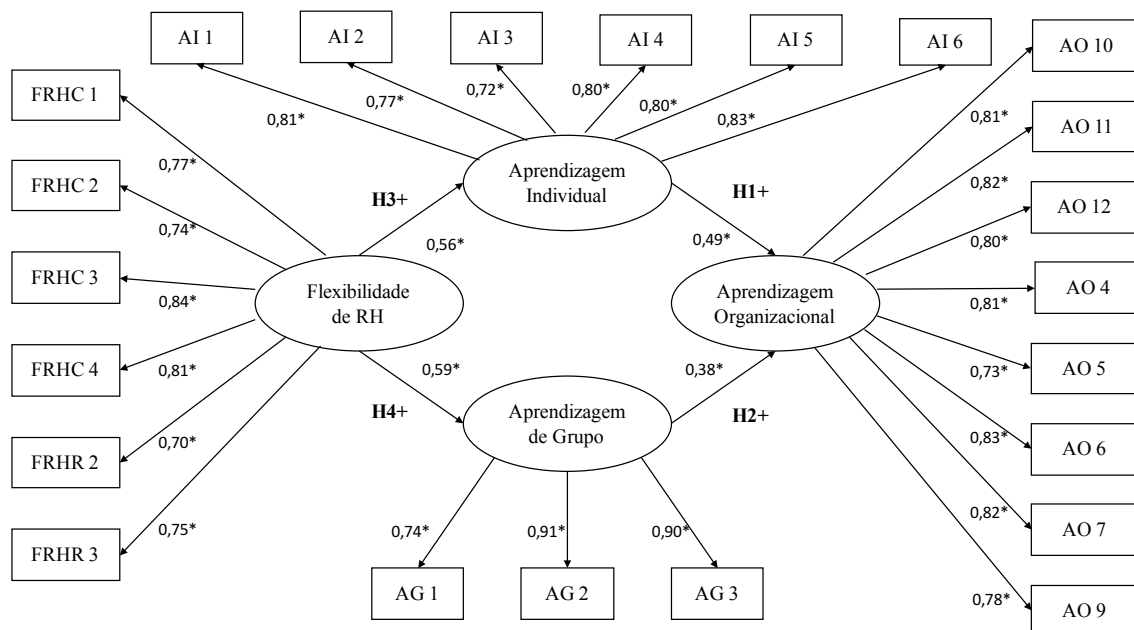 AI 1
AI 2
AI 3
AI 4
AI 5
AI 6
AO 10
FRHC 1
0,81*
0,77*
0,72*
0,80*
0,80*
0,83*
0,81*
AO 11
0,77*
FRHC 2
Aprendizagem
Individual
0,82*
H3+
H1+
AO 12
0,74*
0,56*
0,49*
0,80*
FRHC 3
0,84*
Flexibilidade
de RH
Aprendizagem
Organizacional
AO 4
0,81*
FRHC 4
0,81*
0,59*
0,38*
0,73*
AO 5
H4+
Aprendizagem
de Grupo
H2+
0,70*
0,83*
AO 6
FRHR 2
0,75*
0,74*
0,91*
0,90*
0,82*
AO 7
FRHR 3
AG 1
AG 2
AG 3
0,78*
AO 9